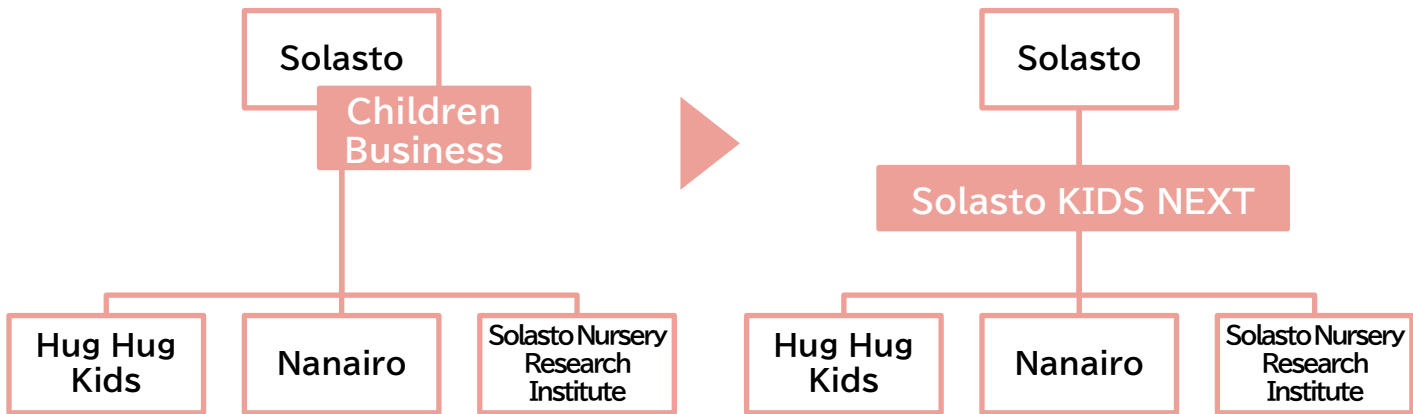 Solasto
Children
Business
Hug Hug
Kids
Nanairo
Solasto Nursery
Research
Institute
Solasto
Solasto KIDS NEXT
Hug Hug
Kids
Nanairo
Solasto Nursery
Research
Institute